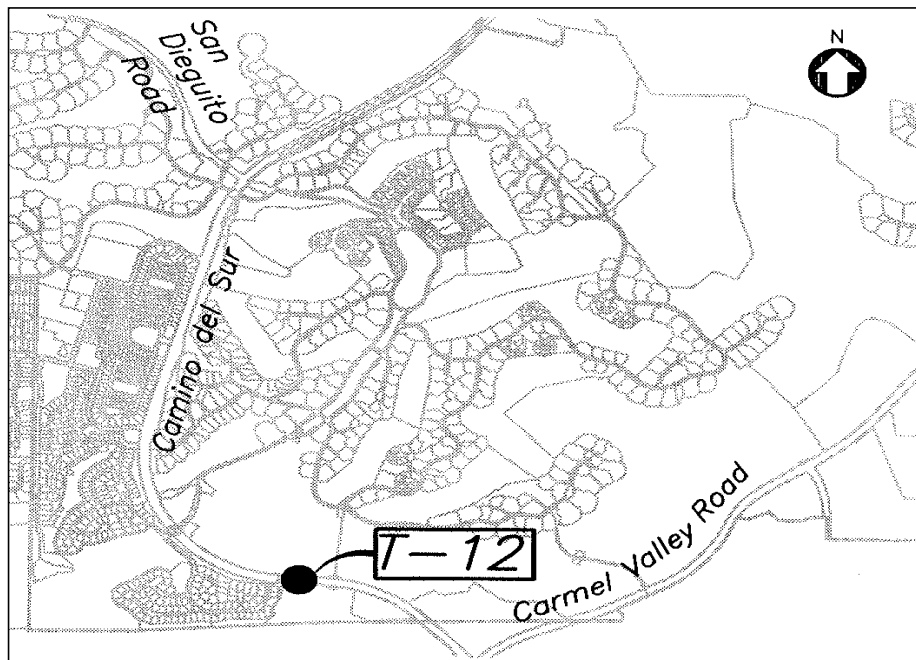 San
Dieguito
Road
N
Camino del Sur
T-12
Carmel Valley Road